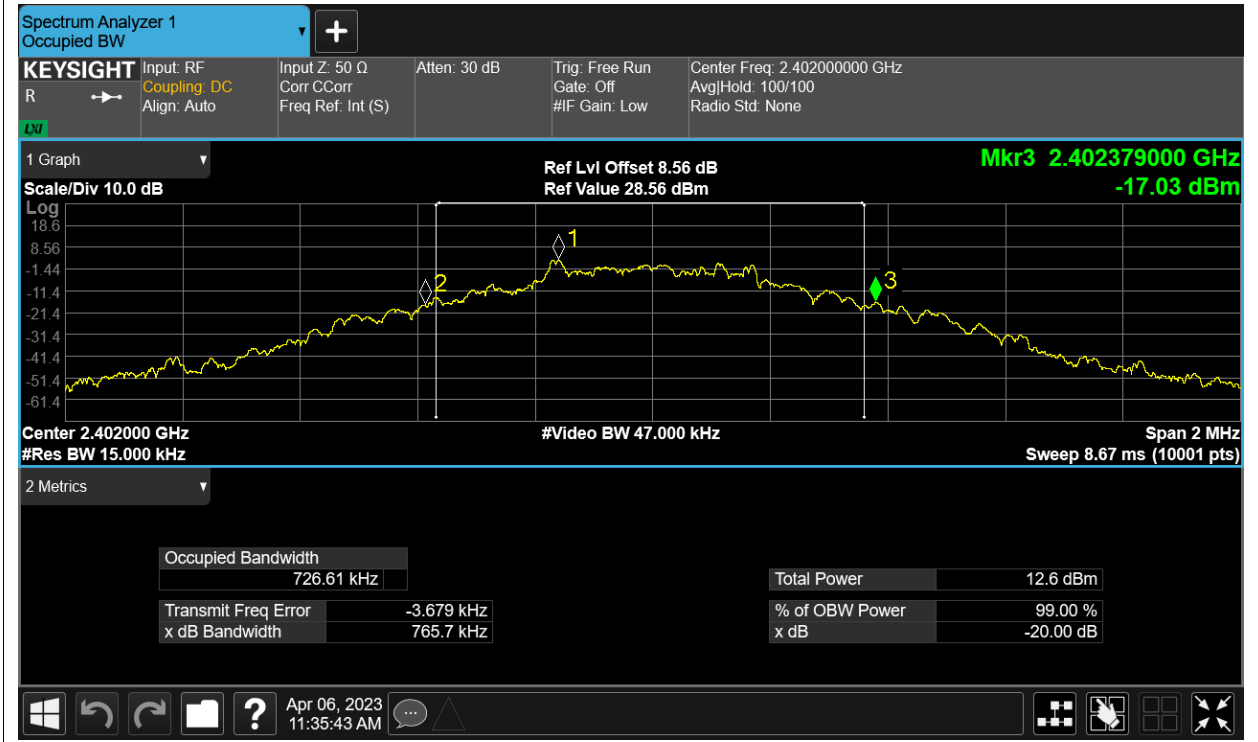 Spectrum Analyzer 1
Occupied BW
KEYSIGHT
R
LXI
Input: RF
Coupling: DC
Align: Auto
Input Z: 50 Ω
Corr CCorr
Freq Ref: Int (S)
Atten: 30 dB
Trig: Free Run
Gate: Off
#IF Gain: Low
Center Freq: 2.402000000 GHz
Avg|Hold: 100/100
Radio Std: None
1 Graph
Scale/Div 10.0 dB
Ref Lvl Offset 8.56 dB
Ref Value 28.56 dBm
Mkr3 2.402379000 GHz
-17.03 dBm
Log
18.6
8.56
-1.44
-11.4
-21.4
-31.4
-41.4
-51.4
-61.4
1
2
3
Center 2.402000 GHz
#Video BW 47.000 kHz
Span 2 MHz
#Res BW 15.000 kHz
Sweep 8.67 ms (10001 pts)
2 Metrics
Occupied Bandwidth
726.61 kHz
Total Power 12.6 dBm
Transmit Freq Error -3.679 kHz
% of OBW Power 99.00 %
x dB Bandwidth 765.7 kHz
x dB -20.00 dB
?
Apr 06, 2023
11:35:43 AM